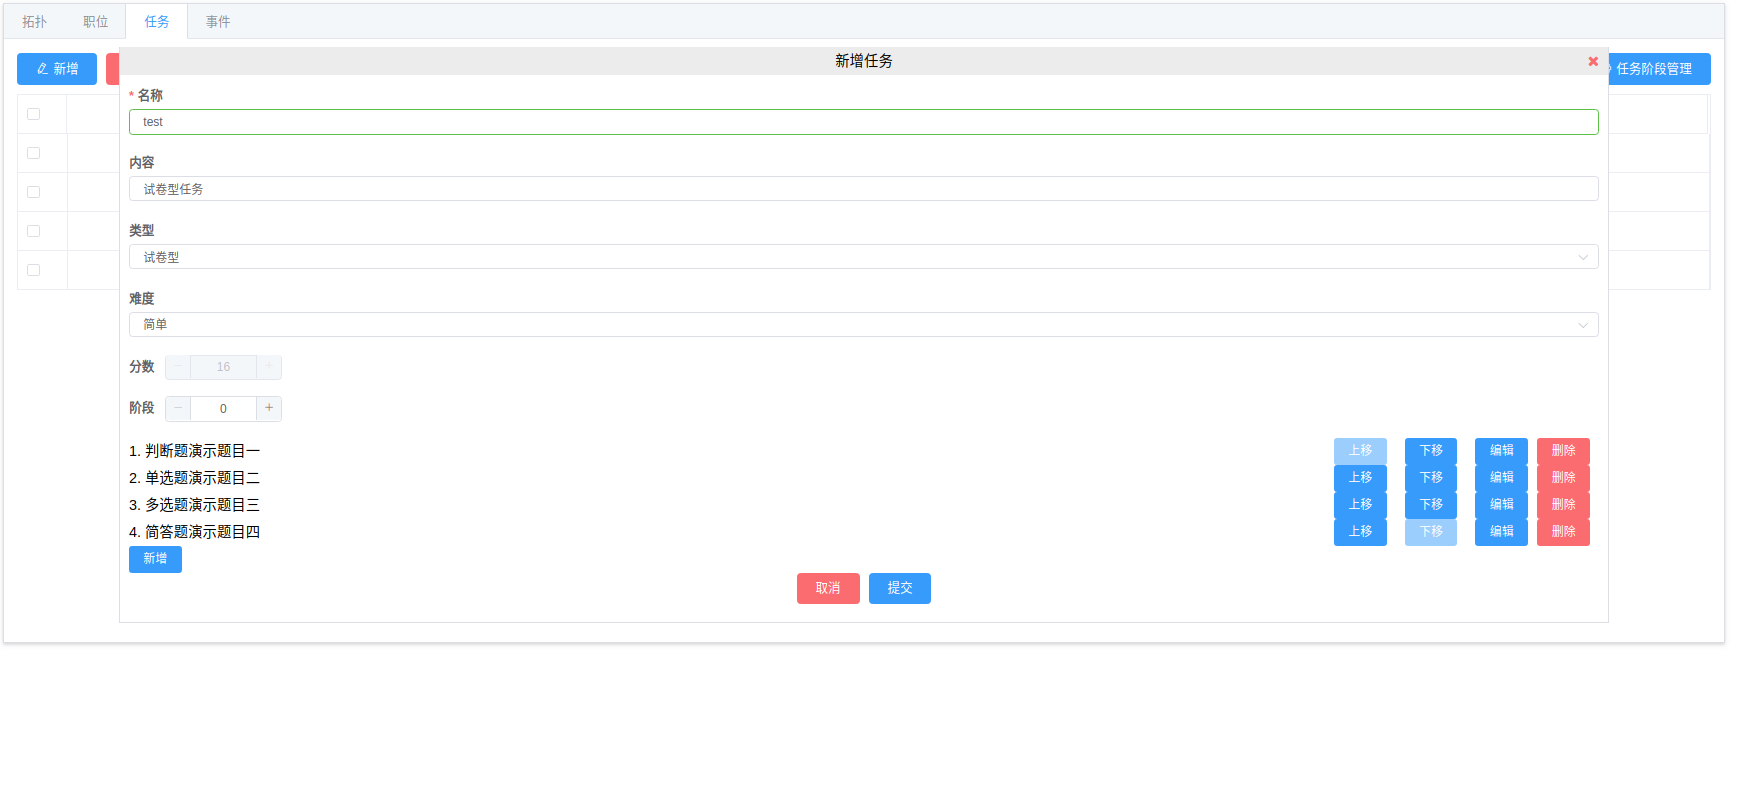 拓扑 职位 任务 事件
新增 任务阶段管理
新增任务
* 名称
test
内容
试卷型任务
类型
试卷型
难度
简单
分数 16
阶段 0
1. 判断题演示题目一 上移 下移 编辑 删除
2. 单选题演示题目二 上移 下移 编辑 删除
3. 多选题演示题目三 上移 下移 编辑 删除
4. 简答题演示题目四 上移 下移 编辑 删除
新增
取消 提交